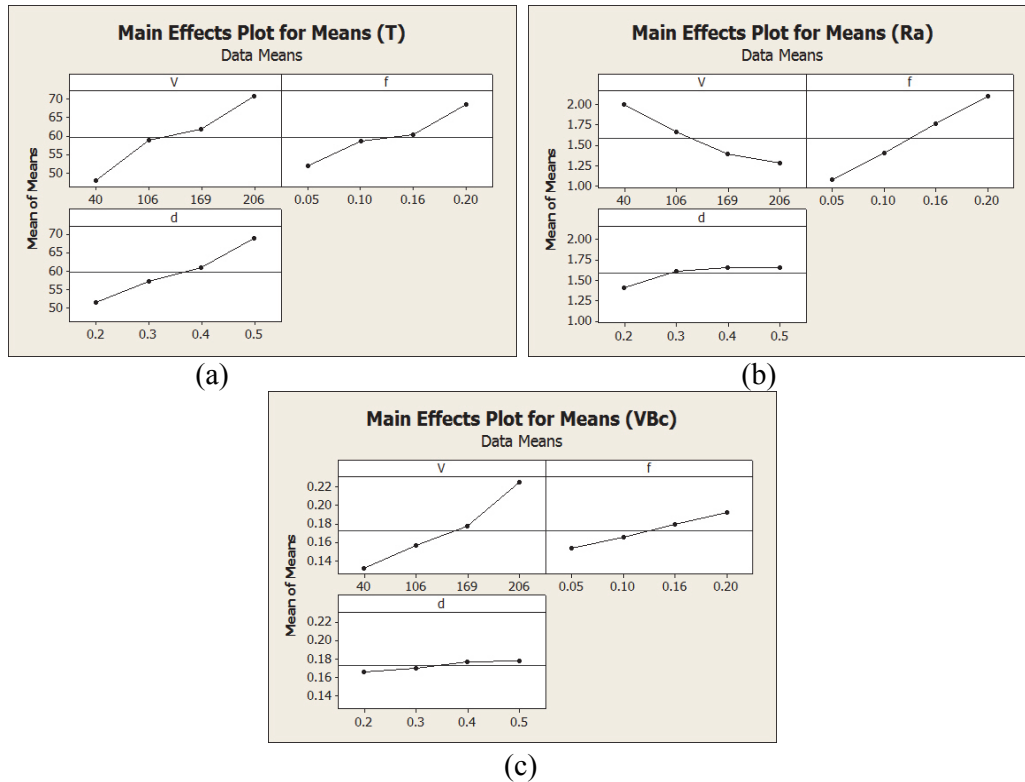 Main Effects Plot for Means (T)
Data Means
V
f
70
65
60
55
50
40 106 169 206
0.05 0.10 0.16 0.20
d
70
65
60
55
50
0.2 0.3 0.4 0.5
Mean of Means
(a)
Main Effects Plot for Means (Ra)
Data Means
V
f
2.00
1.75
1.50
1.25
1.00
40 106 169 206
0.05 0.10 0.16 0.20
d
2.00
1.75
1.50
1.25
1.00
0.2 0.3 0.4 0.5
Mean of Means
(b)
Main Effects Plot for Means (VBc)
Data Means
V
f
0.22
0.20
0.18
0.16
0.14
40 106 169 206
0.05 0.10 0.16 0.20
d
0.22
0.20
0.18
0.16
0.14
0.2 0.3 0.4 0.5
Mean of Means
(c)